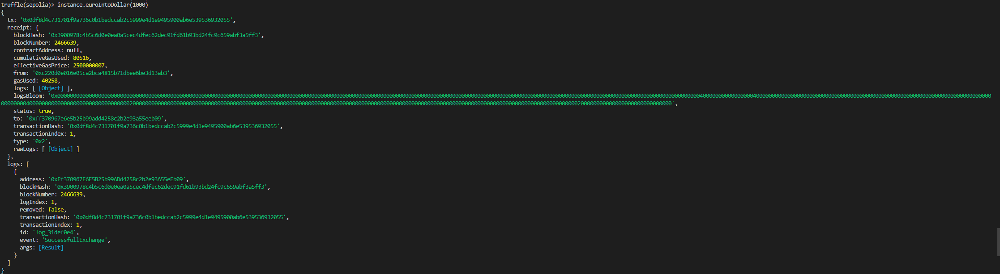 truffle(sepolia)> instance.euroIntoDollar(1000)
{
  tx: '0x0df8d4c731701f9a736c0b1bedccab2c5999e4d1e9495900ab6e539536932055',
  receipt: {
    blockHash: '0x3900978c4b5c6d0e0ea0a5cec4dfec62dec91fd61b93bd24fc9c659abf3a5ff3',
    blockNumber: 2466639,
    contractAddress: null,
    cumulativeGasUsed: 80516,
    effectiveGasPrice: 2500000007,
    from: '0xc220d0e016e05ca2bca4815b71dbee6be3d13ab3',
    gasUsed: 40258,
    logs: [ [Object] ],
    logsBloom:
    status: true,
    to: '0xff370967e6e5b25b99add4258c2b2e93a55eeb09',
    transactionHash: '0x0df8d4c731701f9a736c0b1bedccab2c5999e4d1e9495900ab6e539536932055',
    transactionIndex: 1,
    type: '0x2',
    rawLogs: [ [Object] ]
  },
  logs: [
    {
      address: '0xFf370967E6E5B25b99ADd4258c2b2e93A55eEb09',
      blockHash: '0x3900978c4b5c6d0e0ea0a5cec4dfec62dec91fd61b93bd24fc9c659abf3a5ff3',
      blockNumber: 2466639,
      logIndex: 1,
      removed: false,
      transactionHash: '0x0df8d4c731701f9a736c0b1bedccab2c5999e4d1e9495900ab6e539536932055',
      transactionIndex: 1,
      id: 'log_31def0e4',
      event: 'SuccessfullExchange',
      args: [Result]
    }
  ]
}